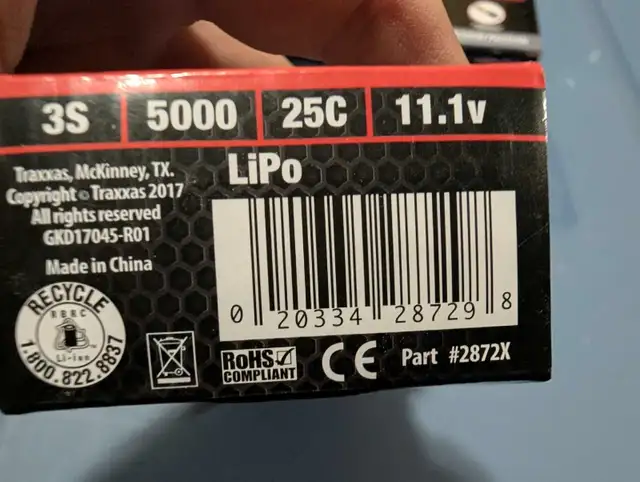 3S 5000 25C 11.1v
Traxxas, McKinney, TX.
Copyright © Traxxas 2017
All rights reserved
GKD17045-R01
Made in China
LiPo
0 20334 28729 8
RECYCLE
RBRC
Li-ion
1.800.822.8837
RoHS
COMPLIANT
CE
Part #2872X